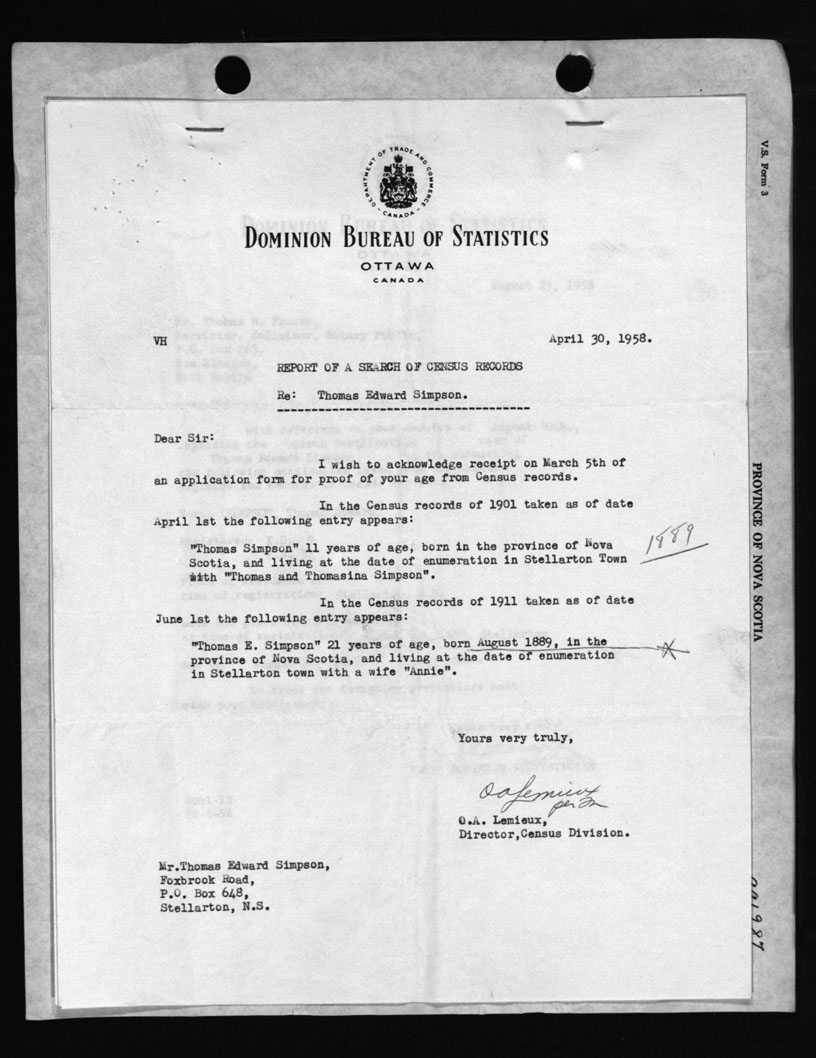 V.S. Form 3
DEPARTMENT OF TRADE AND COMMERCE
- CANADA -
DOMINION BUREAU OF STATISTICS
OTTAWA
CANADA
August 29, 1958
VH
April 30, 1958.
REPORT OF A SEARCH OF CENSUS RECORDS
Re: Thomas Edward Simpson.
Dear Sir:
I wish to acknowledge receipt on March 5th of
an application form for proof of your age from Census records.
In the Census records of 1901 taken as of date
April 1st the following entry appears:
"Thomas Simpson" 11 years of age, born in the province of Nova
Scotia, and living at the date of enumeration in Stellarton Town
with "Thomas and Thomasina Simpson".
1889
In the Census records of 1911 taken as of date
June 1st the following entry appears:
"Thomas E. Simpson" 21 years of age, born August 1889, in the
province of Nova Scotia, and living at the date of enumeration
in Stellarton town with a wife "Annie".
PROVINCE OF NOVA SCOTIA
Yours very truly,
OALemieux
per
O.A. Lemieux,
Director,Census Division.
Mr.Thomas Edward Simpson,
Foxbrook Road,
P.O. Box 648,
Stellarton, N.S.
001987